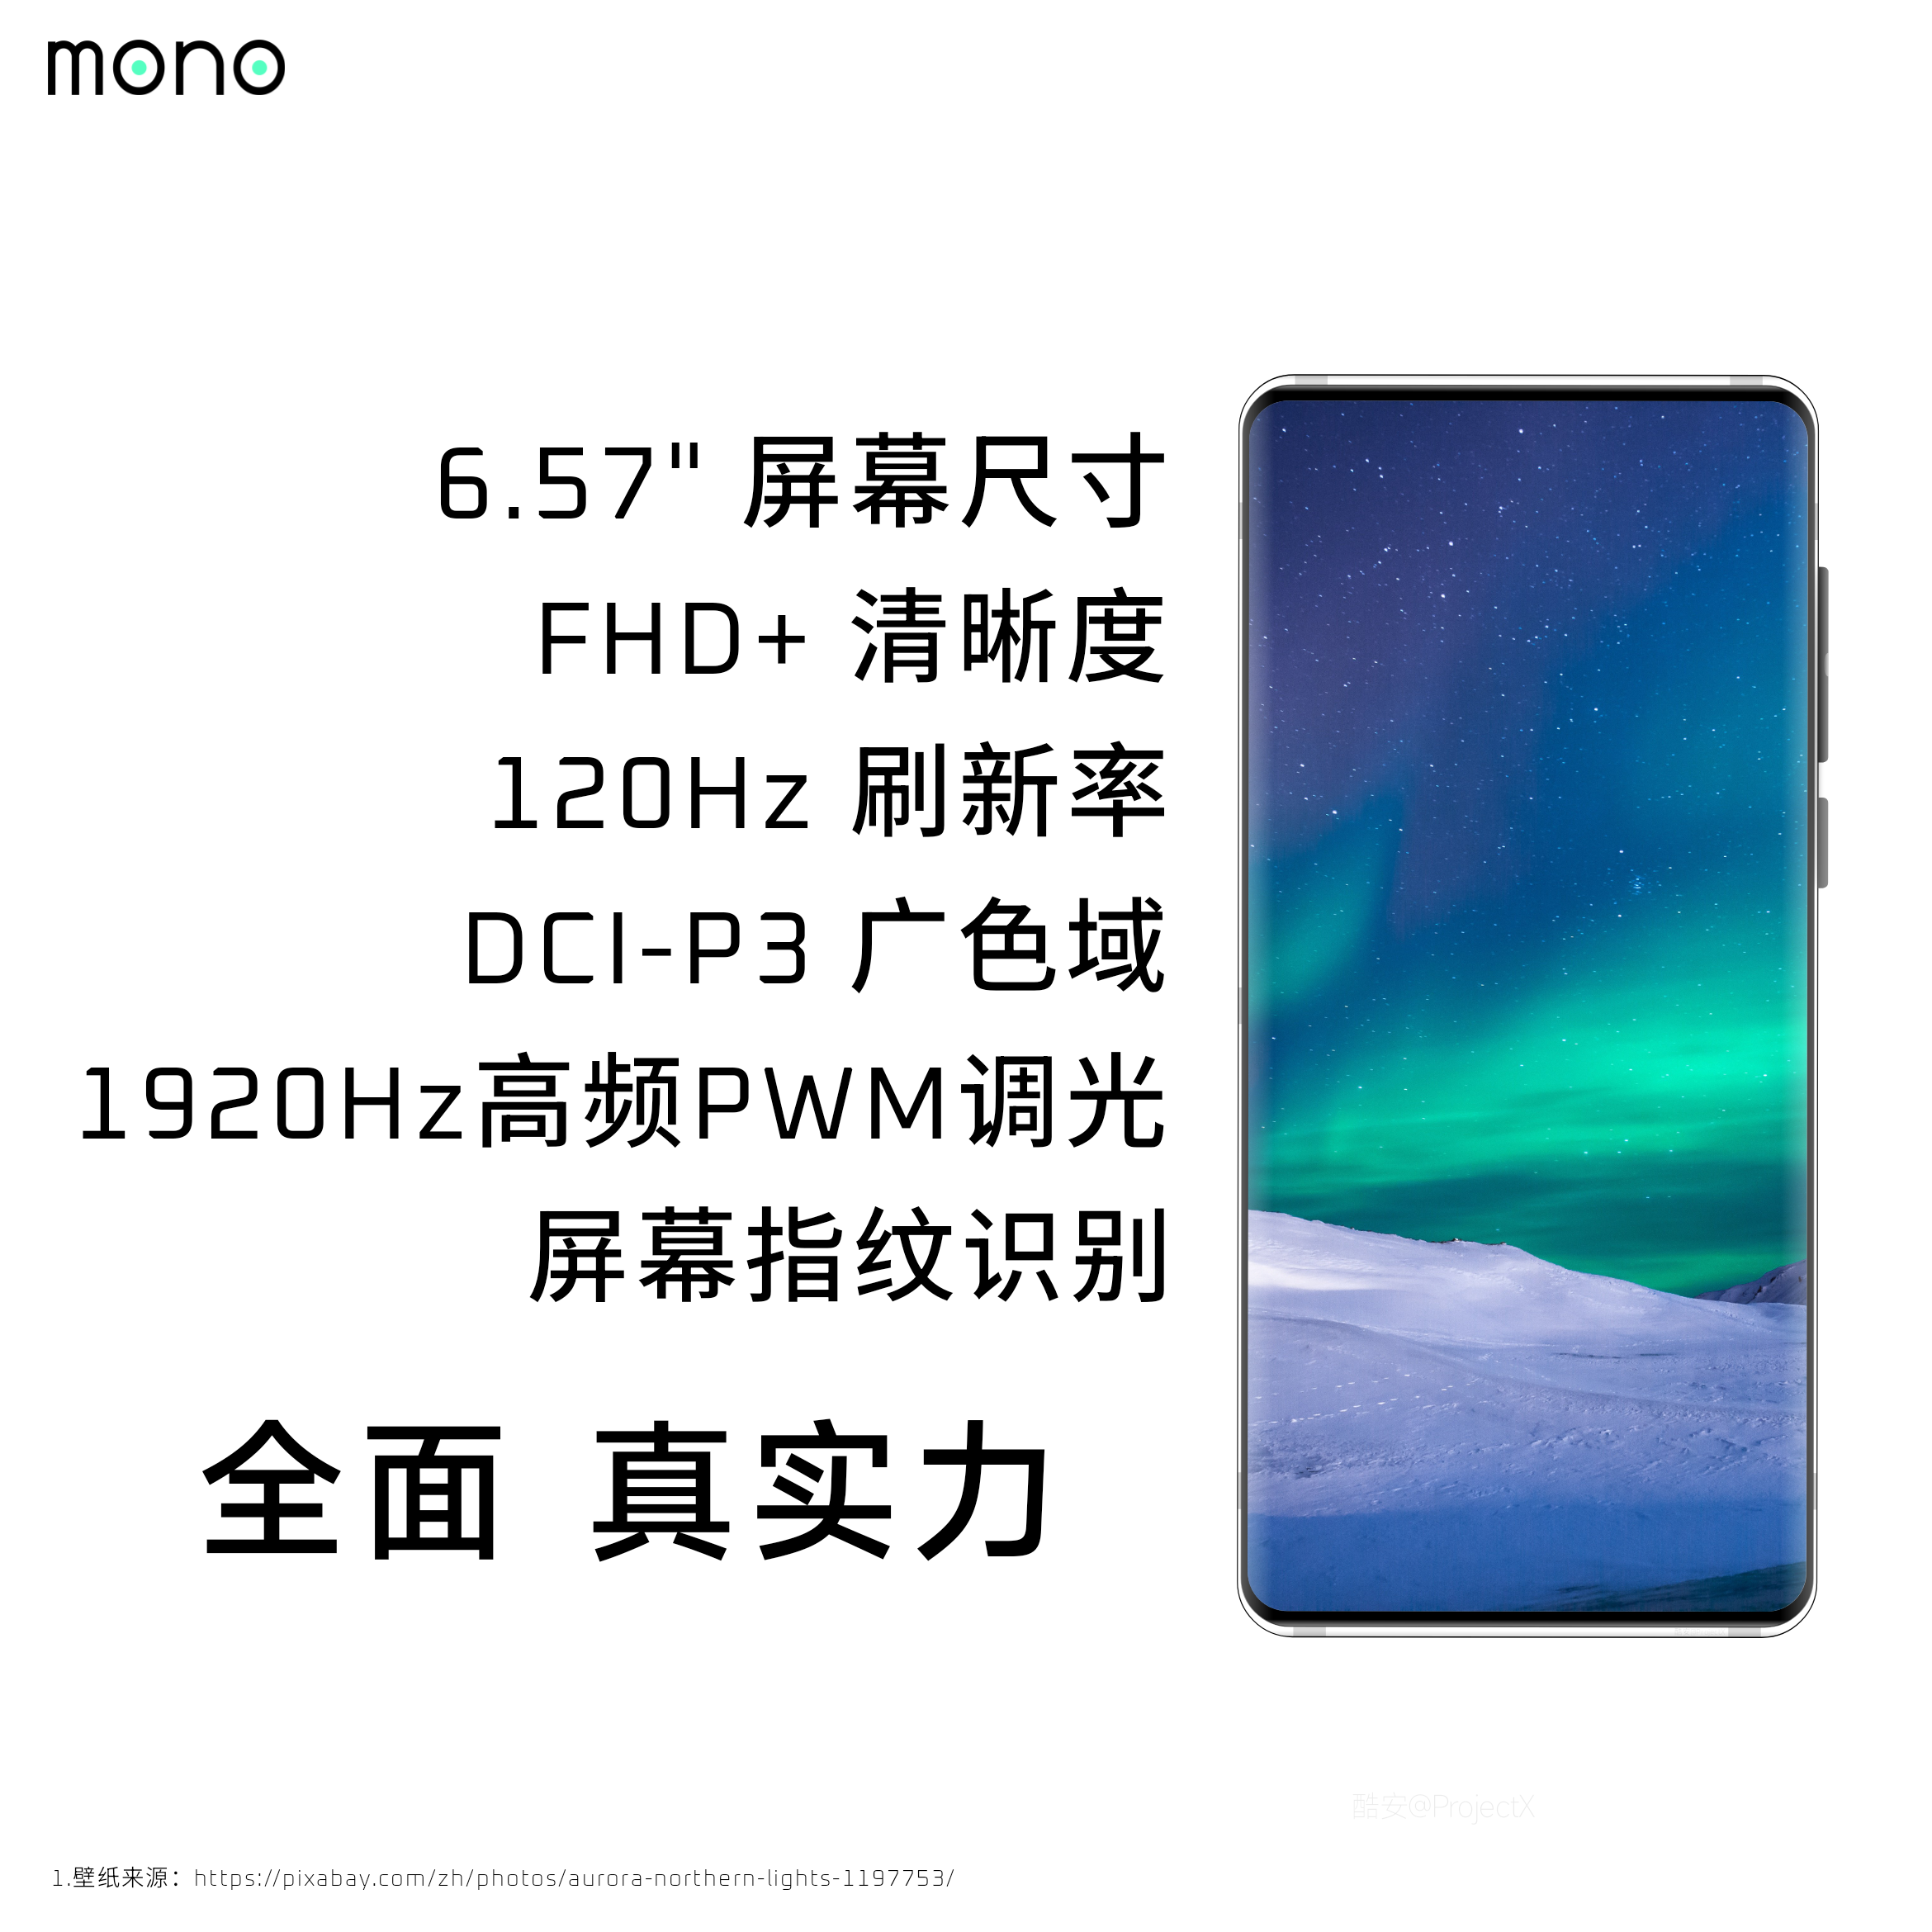 mono
6.57" 屏幕尺寸
FHD+ 清晰度
120Hz 刷新率
DCI-P3 广色域
1920Hz高频PWM调光
屏幕指纹识别
全面 真实力
酷安@ProjectX
1.壁纸来源：https://pixabay.com/zh/photos/aurora-northern-lights-1197753/